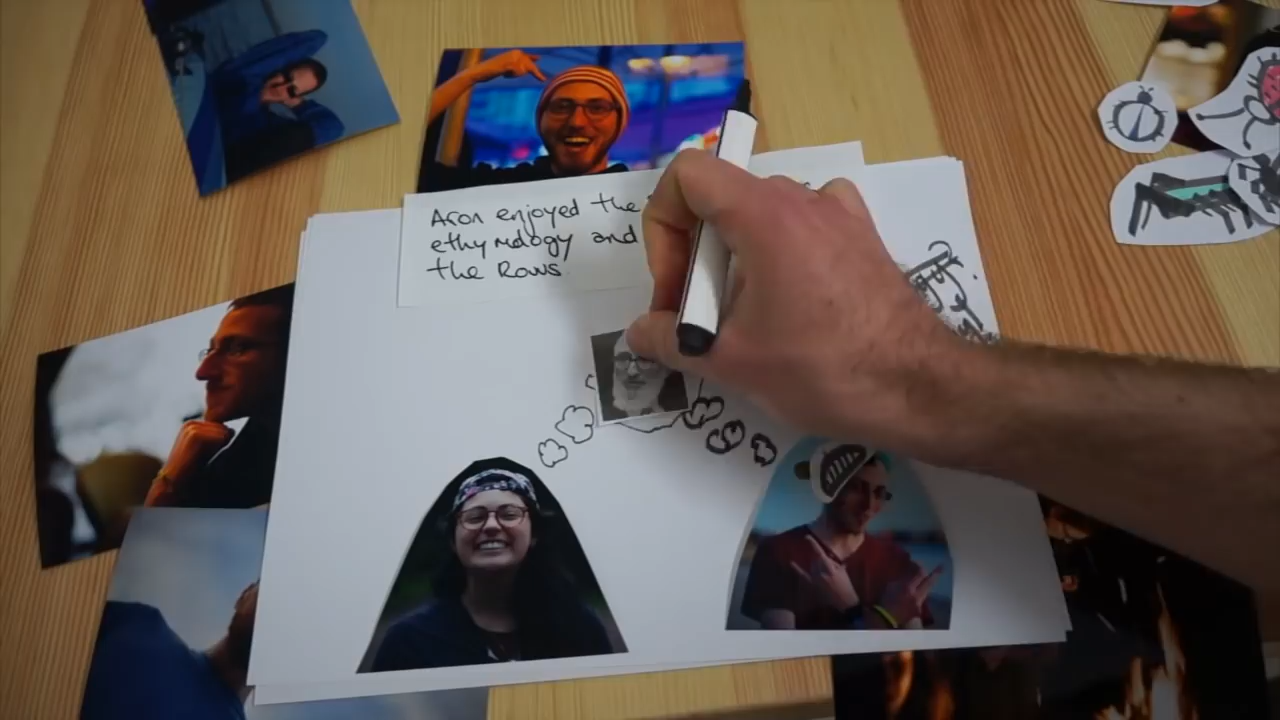 Aron enjoyed the
ethymology and
the Rows.